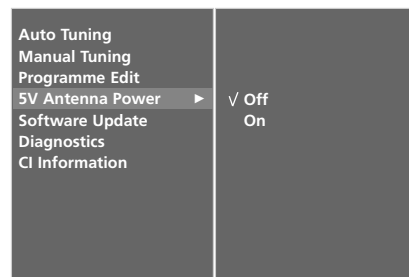 Auto Tuning
Manual Tuning
Programme Edit
5V Antenna Power ►
√ Off
Software Update
On
Diagnostics
CI Information